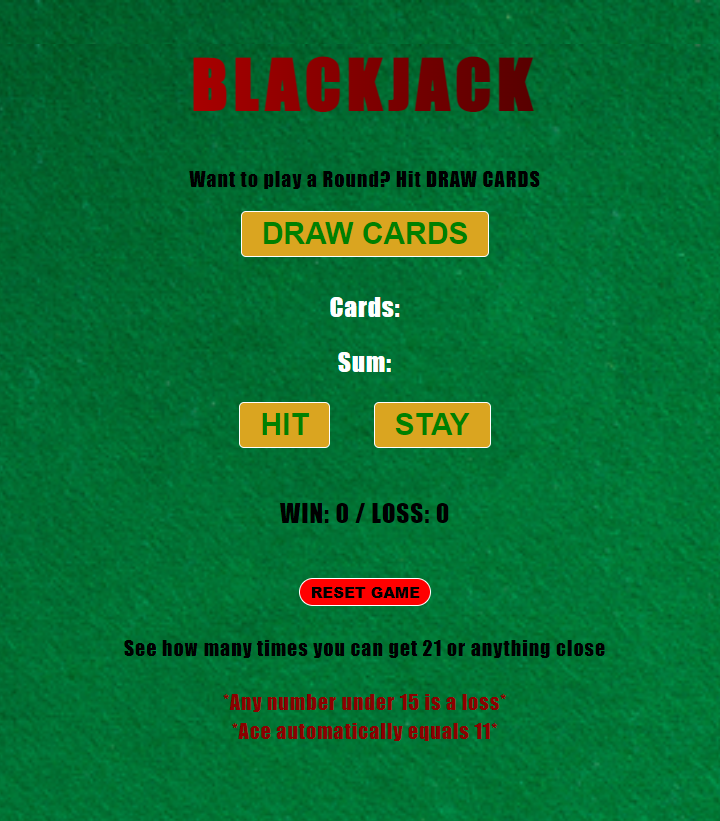 BLACKJACK
Want to play a Round? Hit DRAW CARDS
DRAW CARDS
Cards:
Sum:
HIT STAY
WIN: 0 / LOSS: 0
RESET GAME
See how many times you can get 21 or anything close
*Any number under 15 is a loss*
*Ace automatically equals 11*